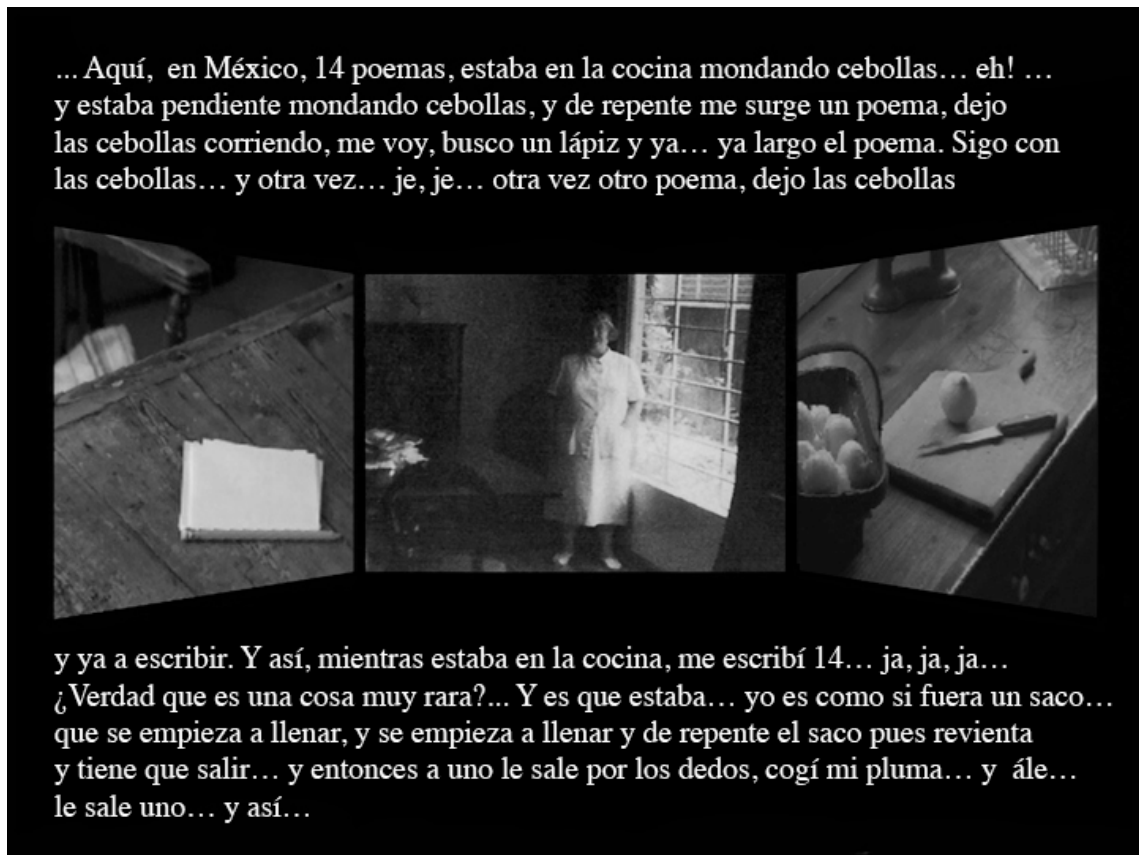 ... Aquí, en México, 14 poemas, estaba en la cocina mondando cebollas… eh! …
y estaba pendiente mondando cebollas, y de repente me surge un poema, dejo
las cebollas corriendo, me voy, busco un lápiz y ya… ya largo el poema. Sigo con
las cebollas… y otra vez… je, je… otra vez otro poema, dejo las cebollas
y ya a escribir. Y así, mientras estaba en la cocina, me escribí 14… ja, ja, ja…
¿Verdad que es una cosa muy rara?... Y es que estaba… yo es como si fuera un saco…
que se empieza a llenar, y se empieza a llenar y de repente el saco pues revienta
y tiene que salir… y entonces a uno le sale por los dedos, cogí mi pluma… y ále…
le sale uno… y así…